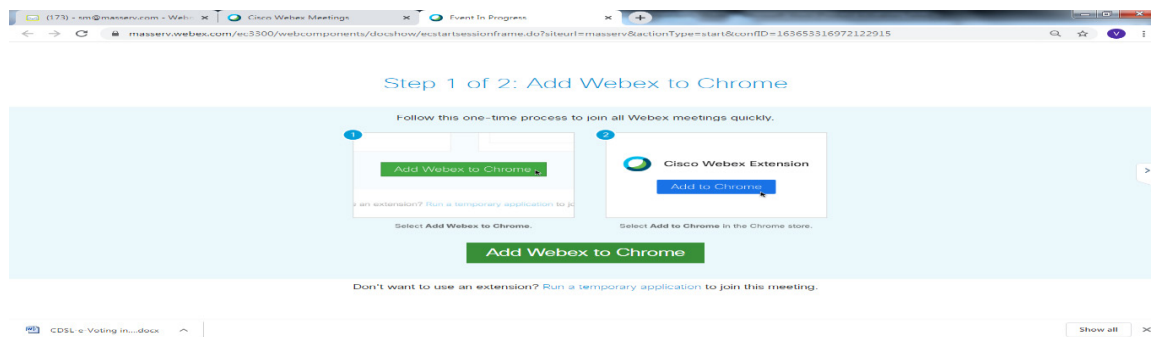 (173) - sm@masserv.com - Web
Cisco Webex Meetings
Event In Progress
masserv.webex.com/ec3300/webcomponents/docshow/ecstartsessionframe.do?siteurl=masserv&actionType=start&confID=163653316972122915
V
Step 1 of 2: Add Webex to Chrome
Follow this one-time process to join all Webex meetings quickly.
1
Add Webex to Chrome
an extension? Run a temporary application to jo
Select Add Webex to Chrome.
2
Cisco Webex Extension
Add to Chrome
Select Add to Chrome in the Chrome store.
Add Webex to Chrome
Don't want to use an extension? Run a temporary application to join this meeting.
CDSL e-Voting in....docx
Show all